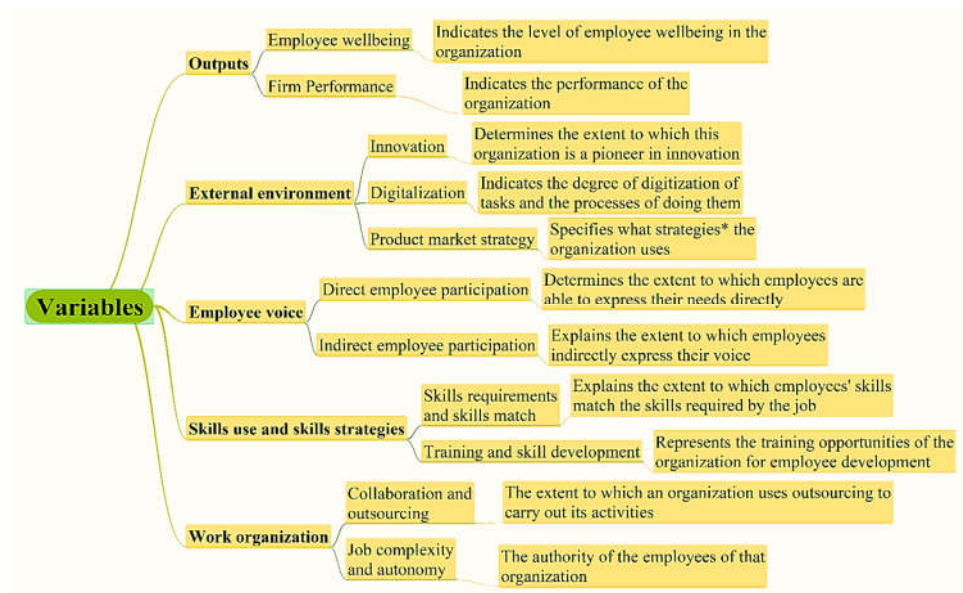 Variables
Outputs
Employee wellbeing
Indicates the level of employee wellbeing in the
organization
Firm Performance
Indicates the performance of the
organization
External environment
Innovation
Determines the extent to which this
organization is a pioneer in innovation
Digitalization
Indicates the degree of digitization of
tasks and the processes of doing them
Product market strategy
Specifies what strategies* the
organization uses
Employee voice
Direct employee participation
Determines the extent to which employees are
able to express their needs directly
Indirect employee participation
Explains the extent to which employees
indirectly express their voice
Skills use and skills strategies
Skills requirements
and skills match
Explains the extent to which employees' skills
match the skills required by the job
Training and skill development
Represents the training opportunities of the
organization for employee development
Work organization
Collaboration and
outsourcing
The extent to which an organization uses outsourcing to
carry out its activities
Job complexity
and autonomy
The authority of the employees of that
organization